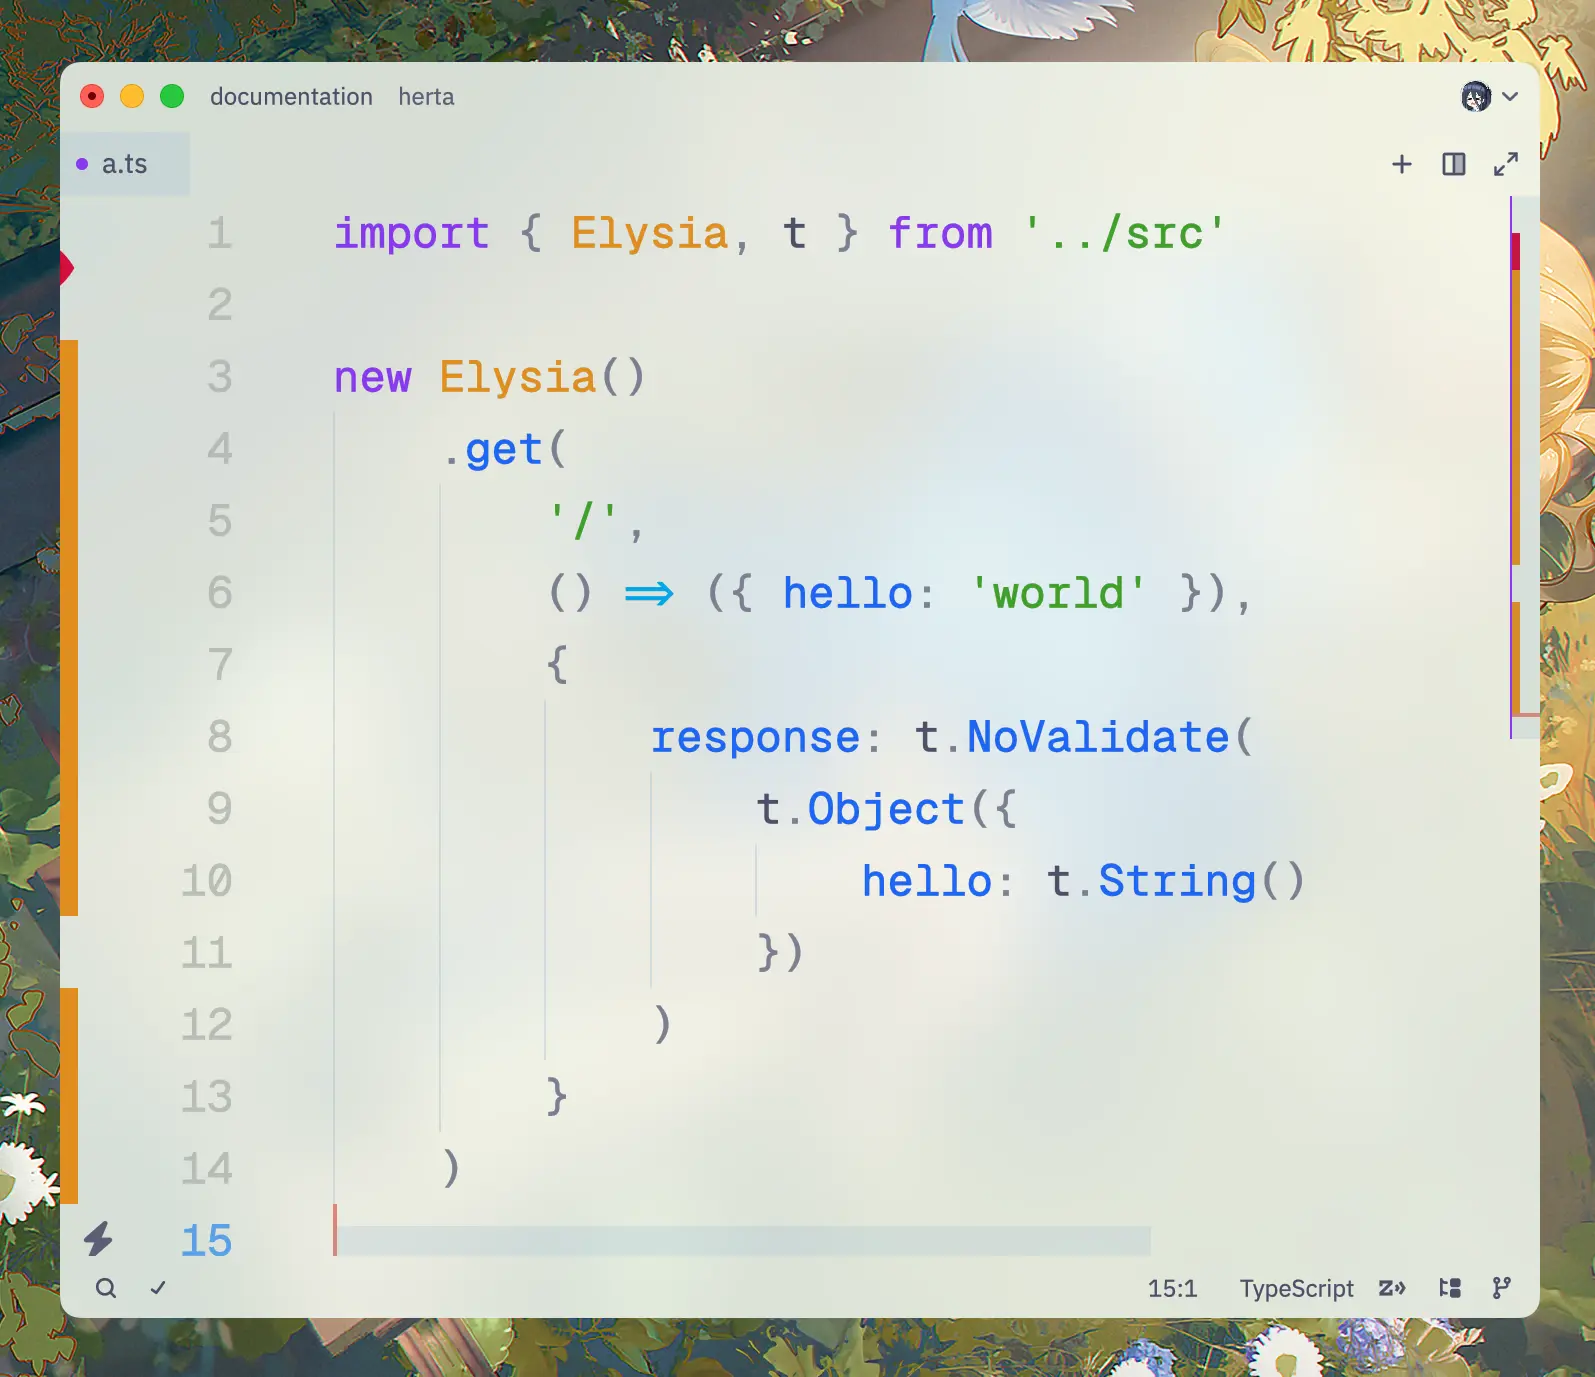 documentation herta
a.ts
1 import { Elysia, t } from '../src'
2
3 new Elysia()
4 .get(
5 '/',
6 () => ({ hello: 'world' }),
7 {
8 response: t.NoValidate(
9 t.Object({
10 hello: t.String()
11 })
12 )
13 }
14 )
15
15:1 TypeScript